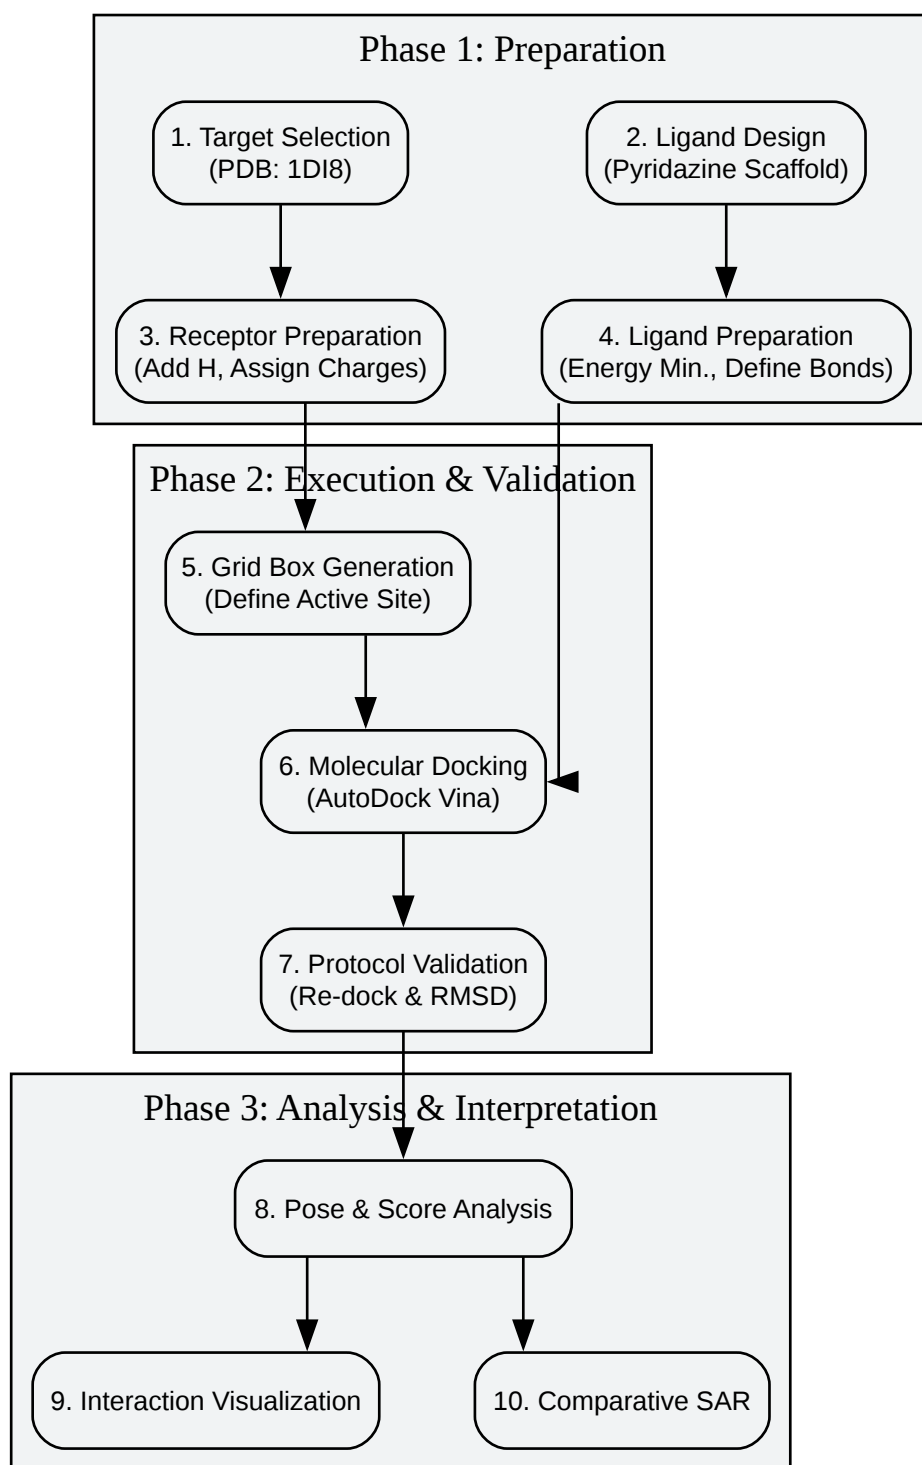 Phase 1: Preparation
1. Target Selection
(PDB: 1DI8)
2. Ligand Design
(Pyridazine Scaffold)
3. Receptor Preparation
(Add H, Assign Charges)
4. Ligand Preparation
(Energy Min., Define Bonds)
Phase 2: Execution & Validation
5. Grid Box Generation
(Define Active Site)
6. Molecular Docking
(AutoDock Vina)
7. Protocol Validation
(Re-dock & RMSD)
Phase 3: Analysis & Interpretation
8. Pose & Score Analysis
9. Interaction Visualization
10. Comparative SAR